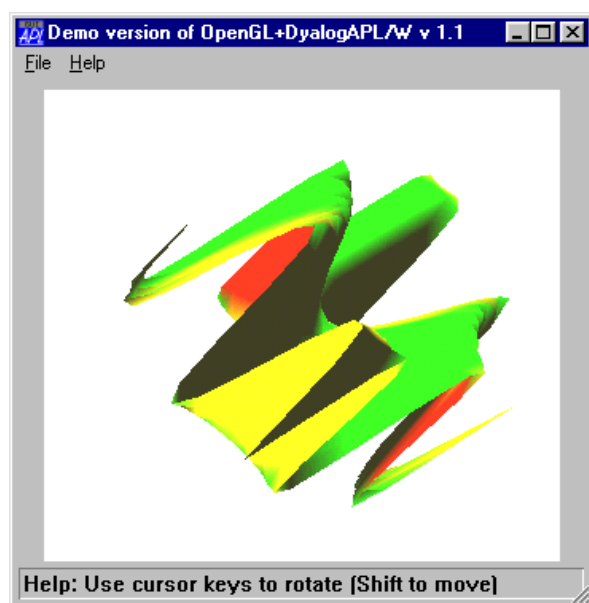 Demo version of OpenGL+DyalogAPL/W v 1.1
File Help
Help: Use cursor keys to rotate (Shift to move)